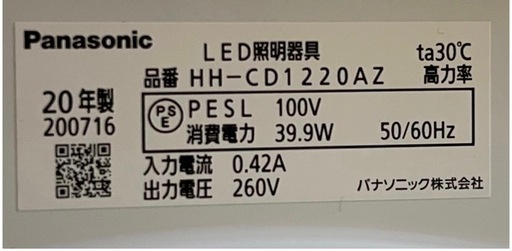 Panasonic
LED照明器具
ta30℃
品番 HH-CD1220AZ
高力率
20年製
200716
PSE
PESL 100V
消費電力 39.9W 50/60Hz
入力電流 0.42A
出力電圧 260V
パナソニック株式会社